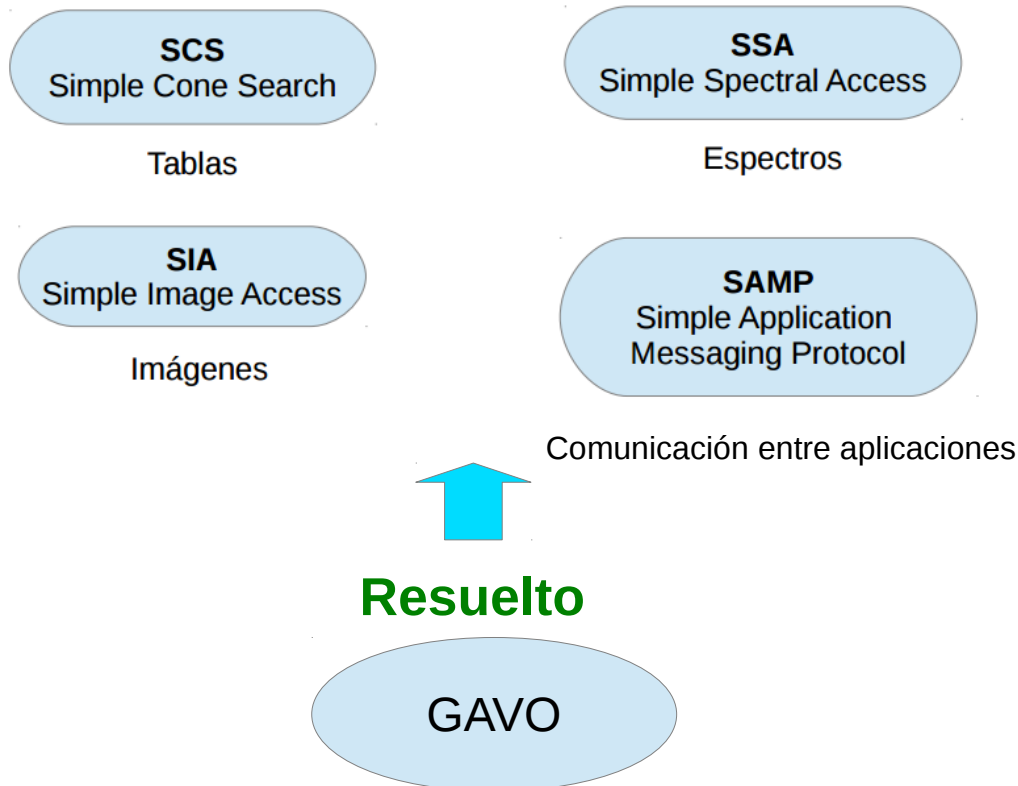 SCS
Simple Cone Search
Tablas
SSA
Simple Spectral Access
Espectros
SIA
Simple Image Access
Imágenes
SAMP
Simple Application
Messaging Protocol
Comunicación entre aplicaciones
Resuelto
GAVO